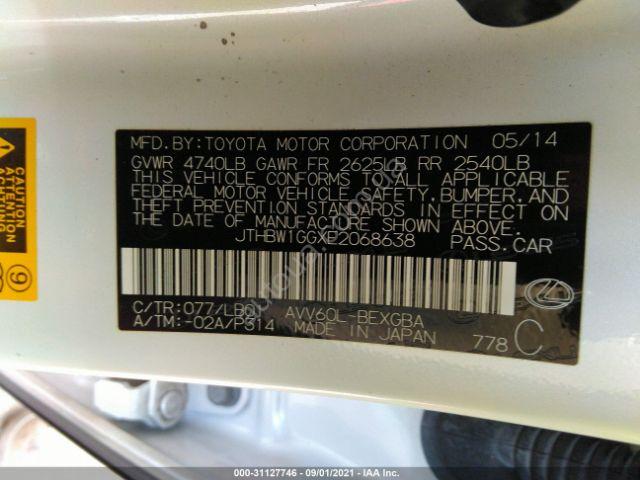 MFD.BY:TOYOTA MOTOR CORPORATION 05/14
GVWR 4740LB GAWR FR 2625LB RR 2540LB
THIS VEHICLE CONFORMS TO ALL APPLICABLE
FEDERAL MOTOR VEHICLE SAFETY,BUMPER,AND
THEFT PREVENTION STANDARDS IN EFFECT ON
THE DATE OF MANUFACTURE SHOWN ABOVE.
JTHBW1GGXE2068638 PASS.CAR
C/TR:077/LB01 AVV60L-BEXGBA
A/TM:-02A/P314 MADE IN JAPAN 778 C
CAUTION
ATTENTION
9
000-31127746 - 09/01/2021 - IAA Inc.